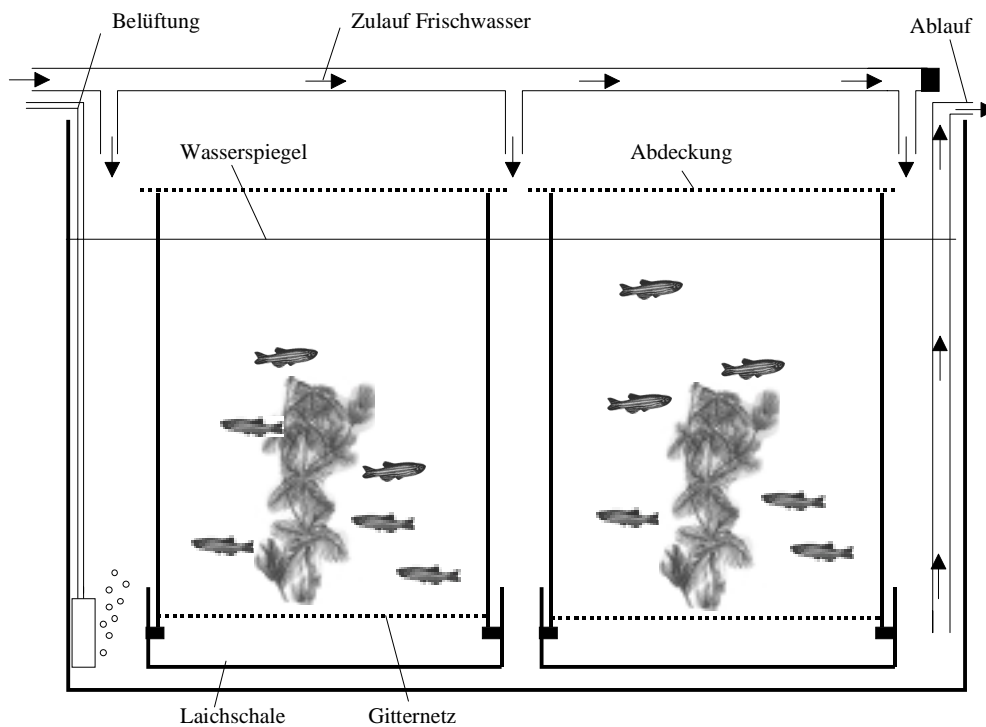 Belüftung
Zulauf Frischwasser
Ablauf
Wasserspiegel
Abdeckung
Laichschale
Gitternetz